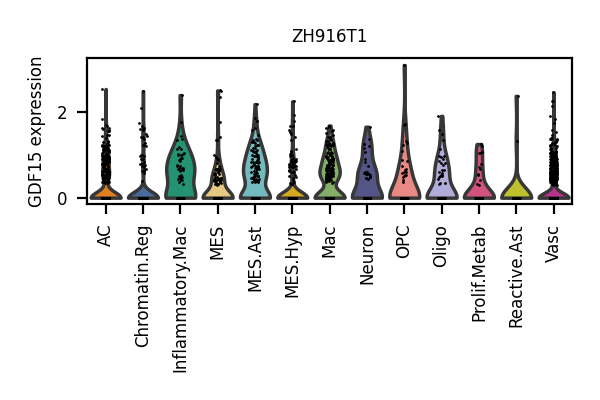 ZH916T1
GDF15 expression
2
0
AC
Chromatin.Reg
Inflammatory.Mac
MES
MES.Ast
MES.Hyp
Mac
Neuron
OPC
Oligo
Prolif.Metab
Reactive.Ast
Vasc